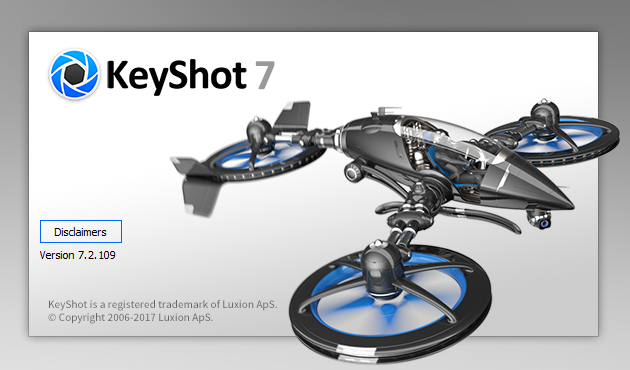 KeyShot 7
Disclaimers
Version 7.2.109
KeyShot is a registered trademark of Luxion ApS.
© Copyright 2006-2017 Luxion ApS.